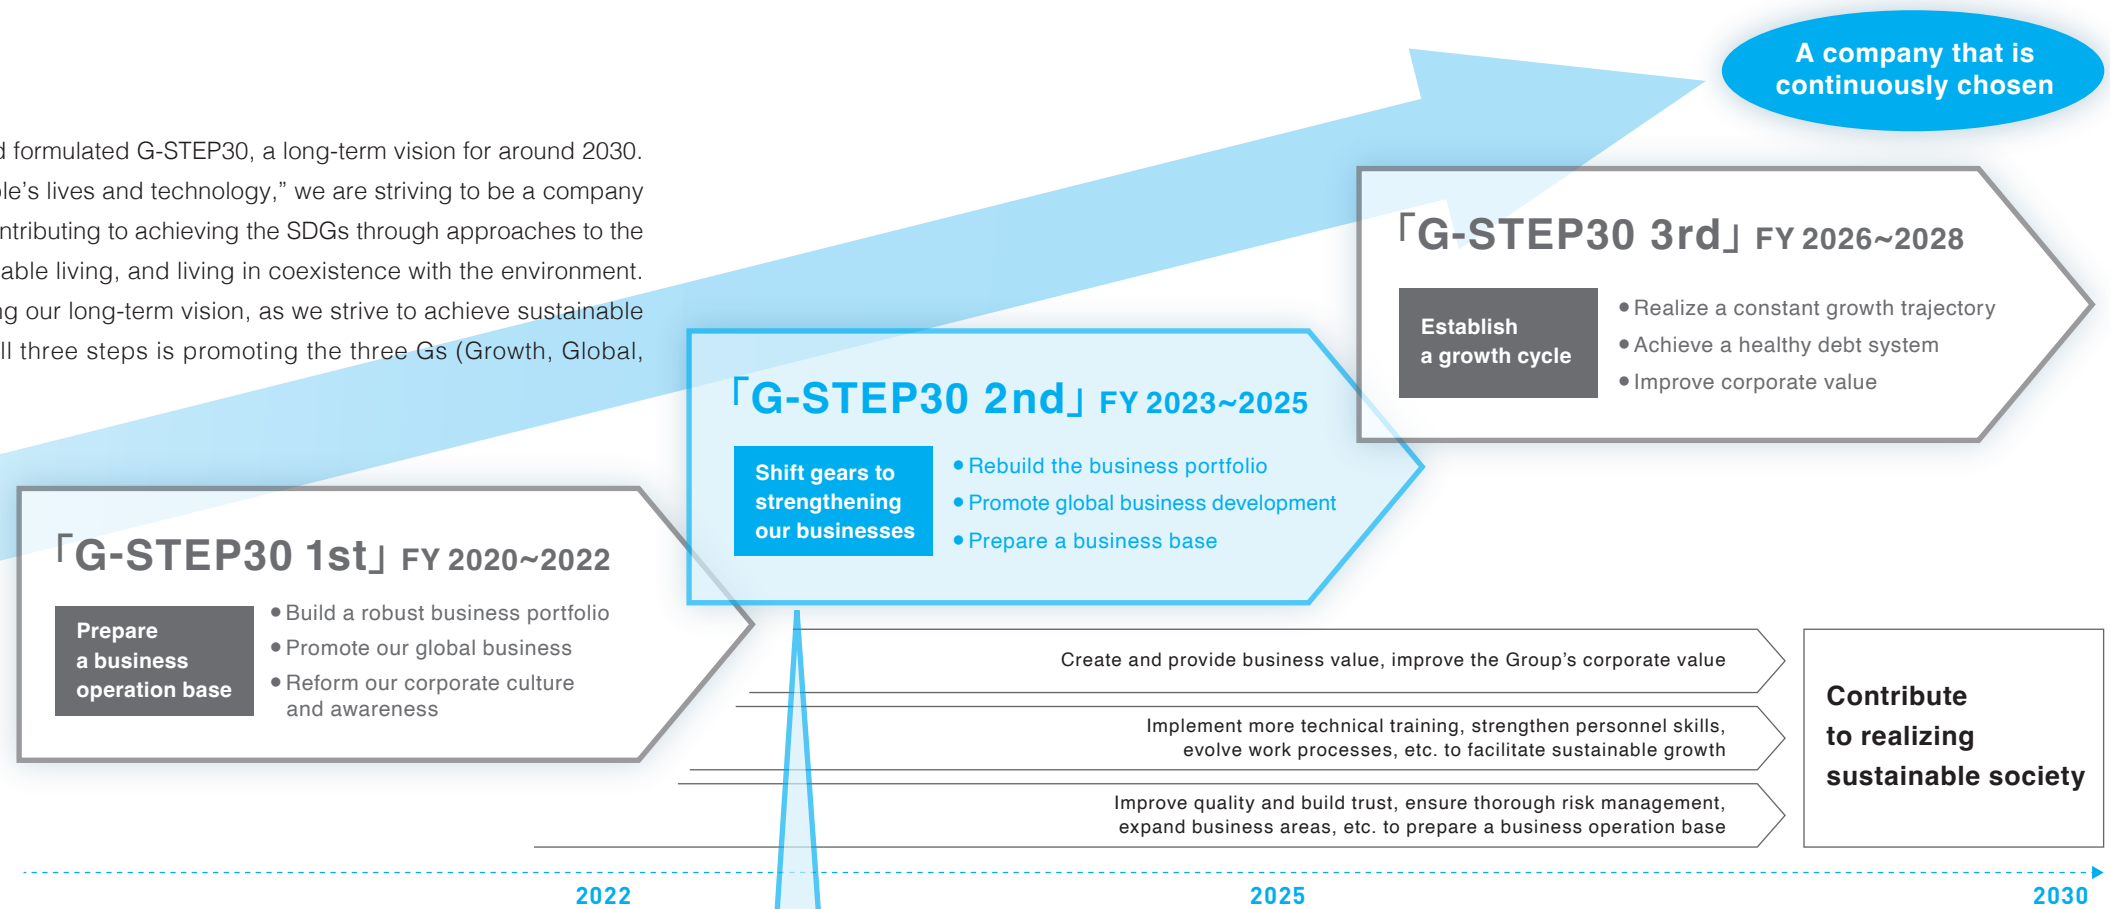 A company that is
continuously chosen
formulated G-STEP30, a long-term vision for around 2030.
lives and technology,” we are striving to be a company
to achieving the SDGs through approaches to the
living, and living in coexistence with the environment.
our long-term vision, as we strive to achieve sustainable
three steps is promoting the three Gs (Growth, Global,
「G-STEP30 3rd」 FY 2026~2028
Establish
a growth cycle
• Realize a constant growth trajectory
• Achieve a healthy debt system
• Improve corporate value
「G-STEP30 2nd」 FY 2023~2025
Shift gears to
strengthening
our businesses
• Rebuild the business portfolio
• Promote global business development
• Prepare a business base
「G-STEP30 1st」 FY 2020~2022
Prepare
a business
operation base
• Build a robust business portfolio
• Promote our global business
• Reform our corporate culture
and awareness
Create and provide business value, improve the Group’s corporate value
Implement more technical training, strengthen personnel skills,
evolve work processes, etc. to facilitate sustainable growth
Improve quality and build trust, ensure thorough risk management,
expand business areas, etc. to prepare a business operation base
Contribute
to realizing
sustainable society
2022
2025
2030